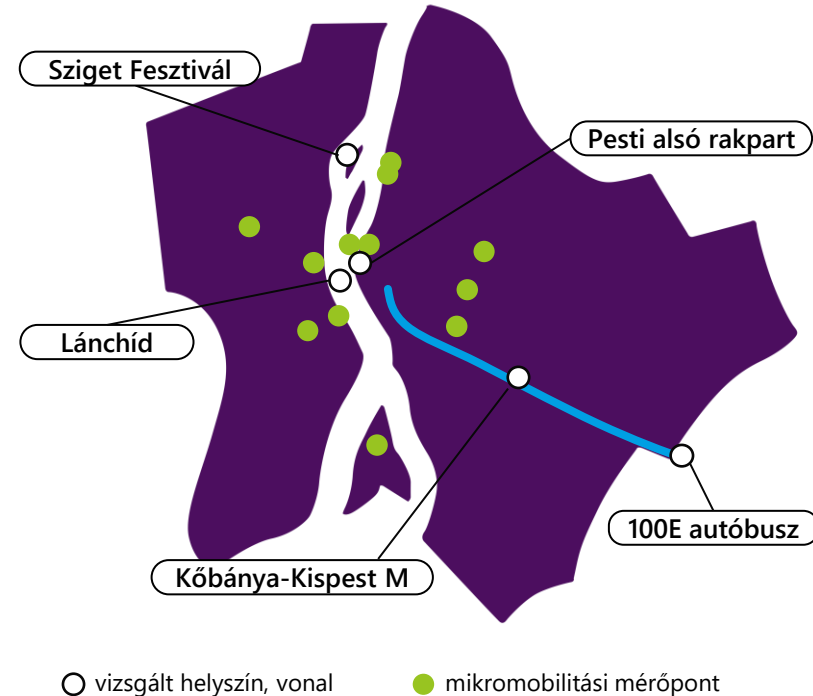 Sziget Fesztivál
Pesti alsó rakpart
Lánchíd
100E autóbusz
Kőbánya-Kispest M
vizsgált helyszín, vonal
mikromobilitási mérőpont